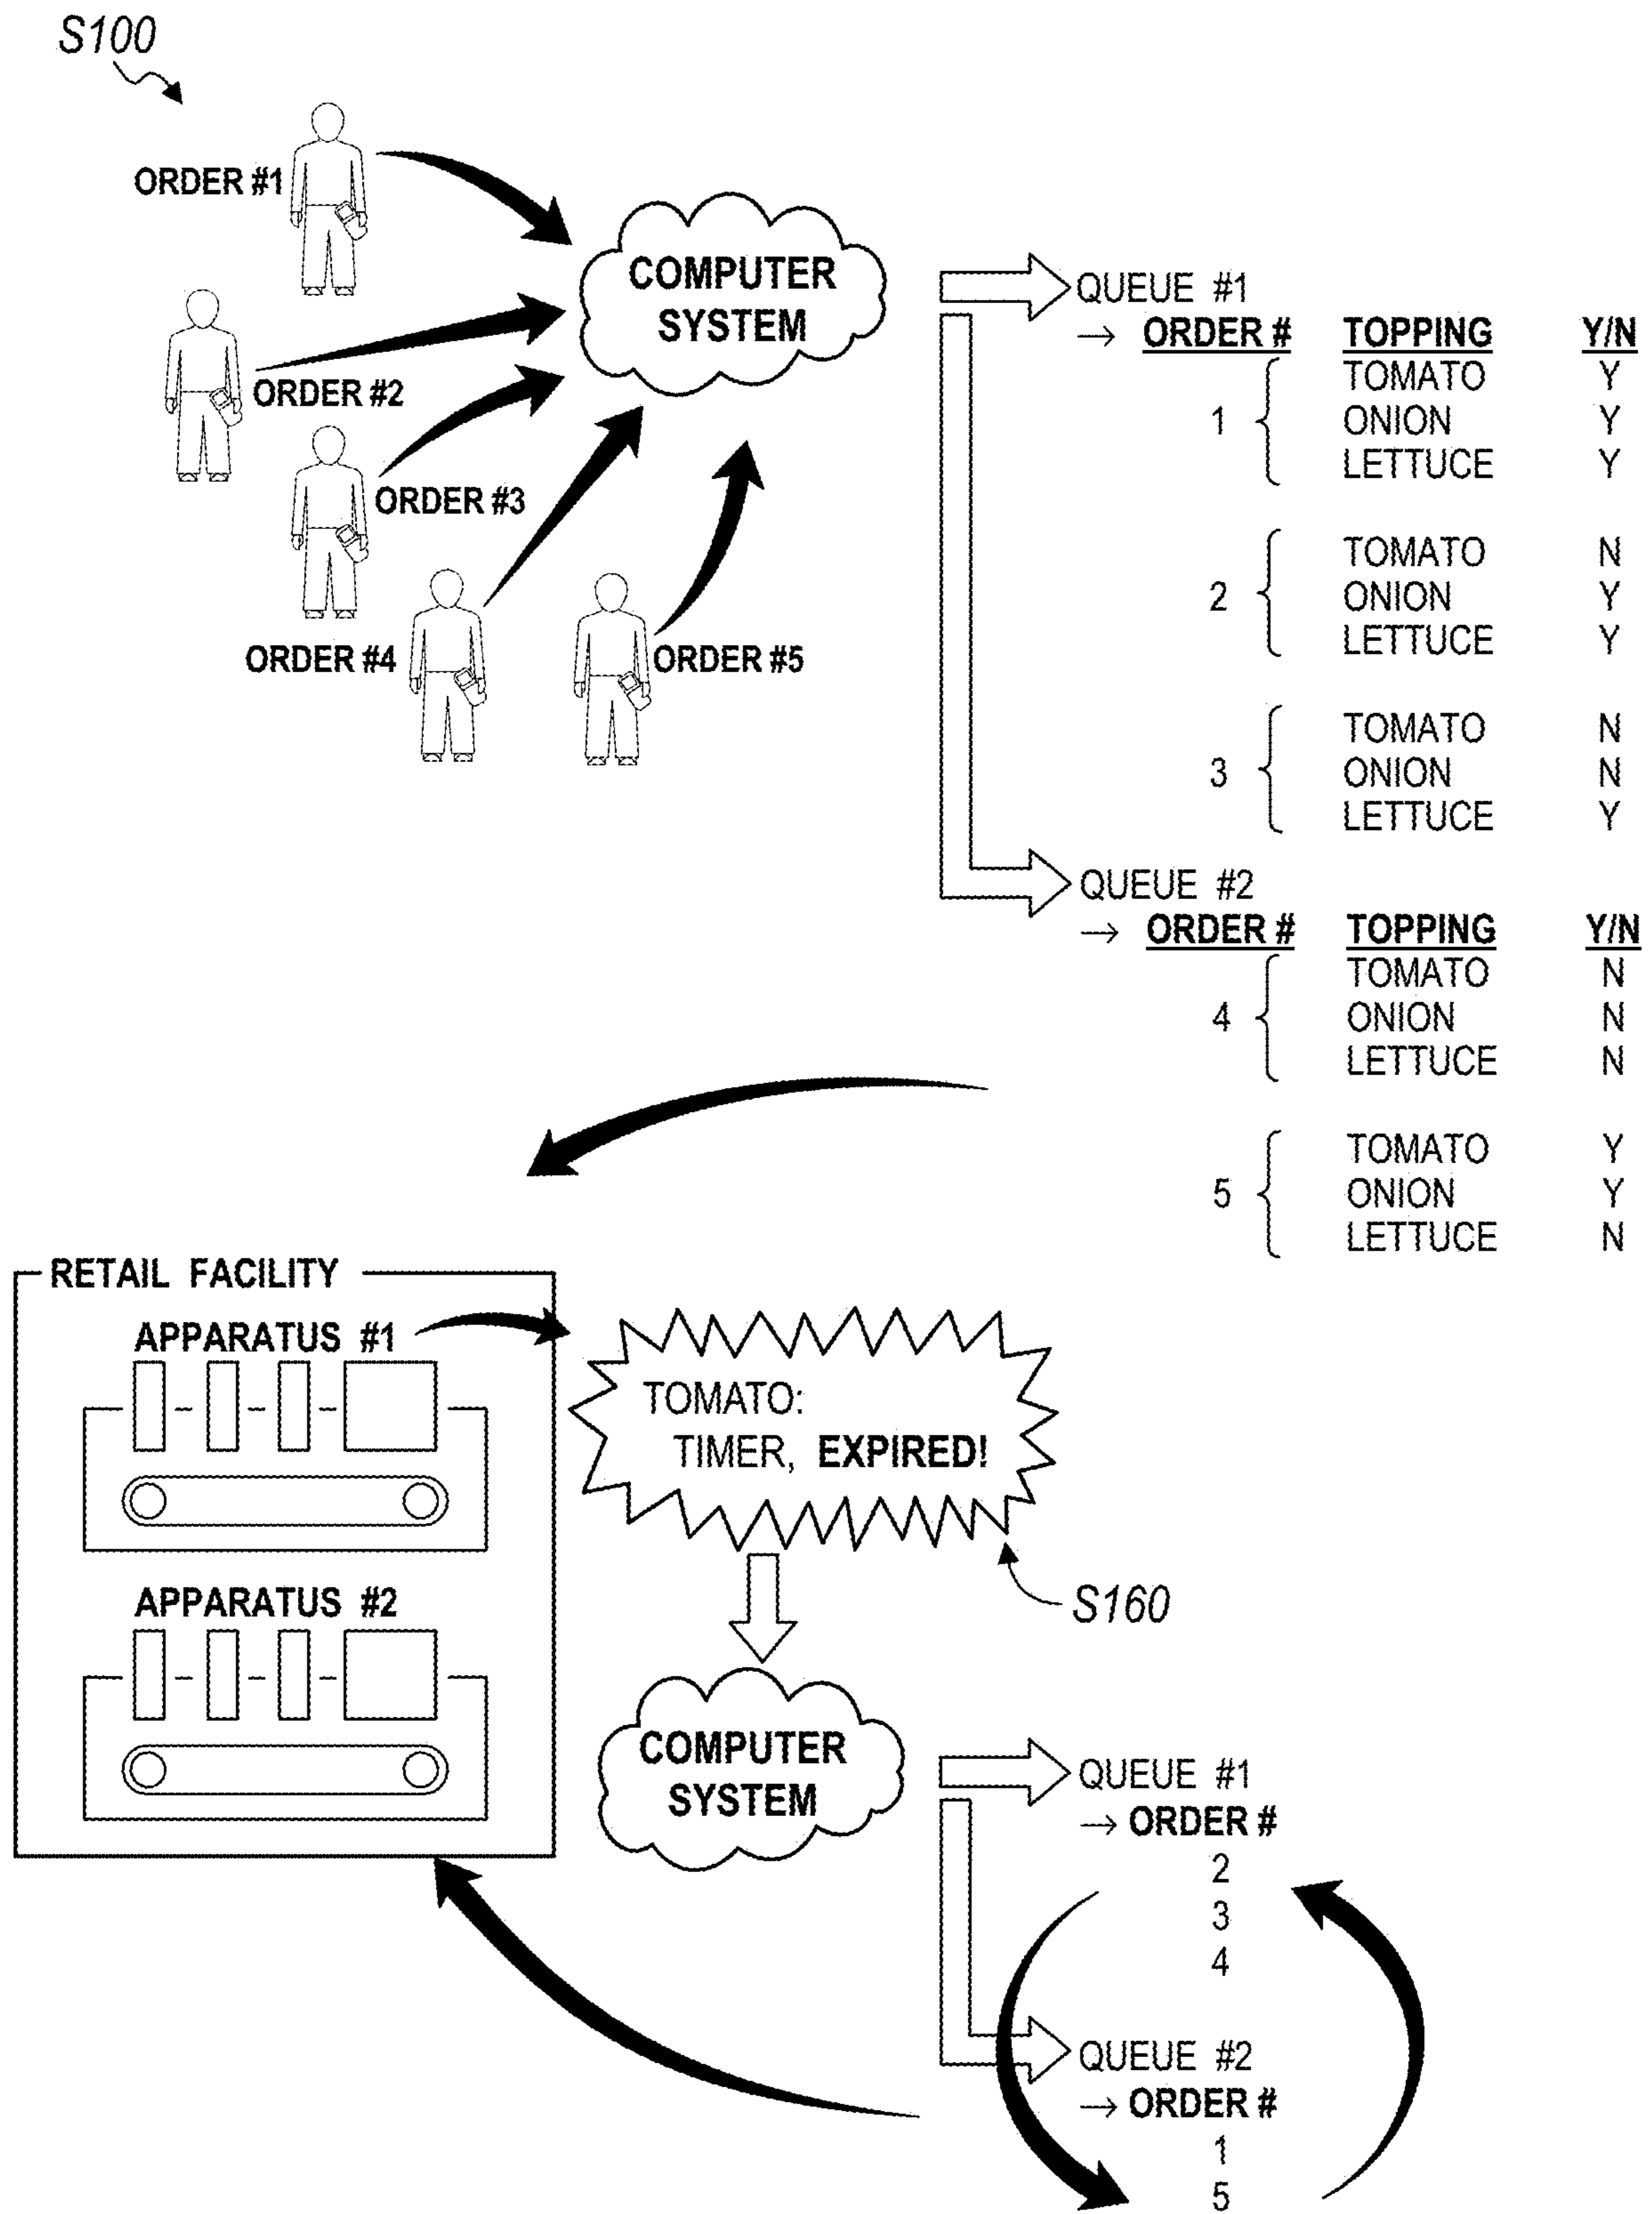 S100
ORDER #1
ORDER #2
ORDER #3
ORDER #4
ORDER #5
COMPUTER
SYSTEM
QUEUE #1
→ ORDER # TOPPING Y/N
TOMATO Y
1 { ONION Y
LETTUCE Y
TOMATO N
2 { ONION Y
LETTUCE Y
TOMATO N
3 { ONION N
LETTUCE Y
QUEUE #2
→ ORDER # TOPPING Y/N
TOMATO N
4 { ONION N
LETTUCE N
TOMATO Y
5 { ONION Y
LETTUCE N
RETAIL FACILITY
APPARATUS #1
TOMATO:
TIMER, EXPIRED!
S160
APPARATUS #2
COMPUTER
SYSTEM
QUEUE #1
→ ORDER #
2
3
4
QUEUE #2
→ ORDER #
1
5